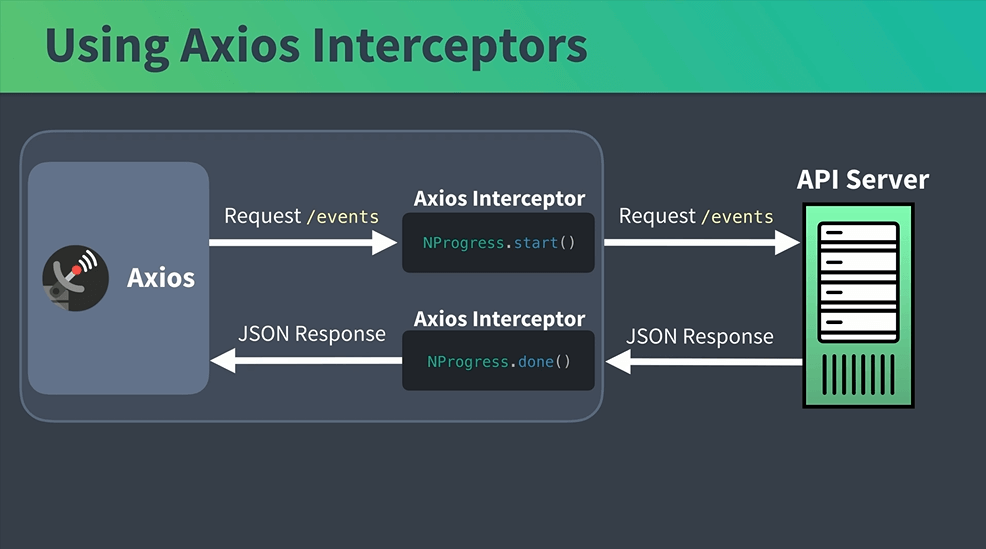 Using Axios Interceptors
API Server
Axios Interceptor
Request /events
Request /events
NProgress.start()
Axios
Axios Interceptor
JSON Response
JSON Response
NProgress.done()